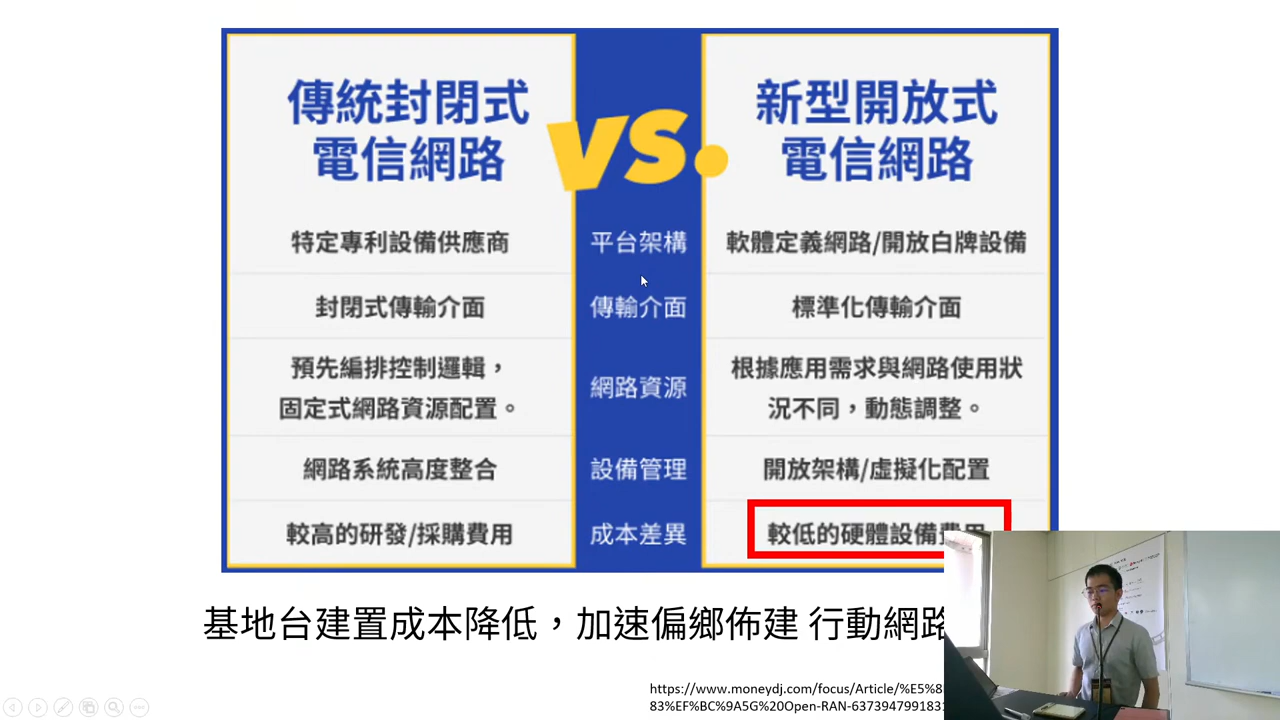 傳統封閉式
電信網路
vs.
新型開放式
電信網路
特定專利設備供應商
平台架構
軟體定義網路/開放白牌設備
封閉式傳輸介面
傳輸介面
標準化傳輸介面
預先編排控制邏輯，
固定式網路資源配置。
網路資源
根據應用需求與網路使用狀
況不同，動態調整。
網路系統高度整合
設備管理
開放架構/虛擬化配置
較高的研發/採購費用
成本差異
較低的硬體設備費用
基地台建置成本降低，加速偏鄉佈建 行動網路
https://www.moneydj.com/focus/Article/%E5%8
83%EF%BC%9A5G%20Open-RAN-6373947991831